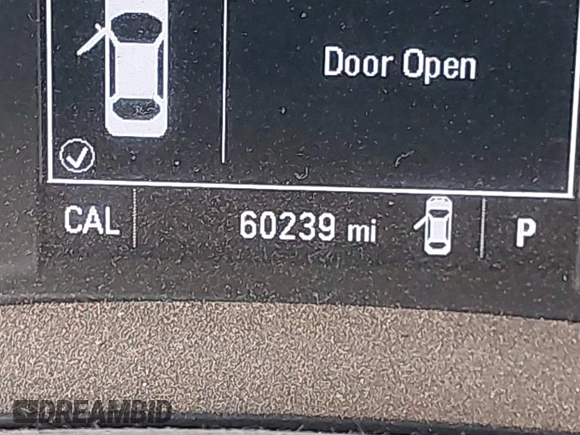 Door Open
CAL 60239 mi P
DREAMBID